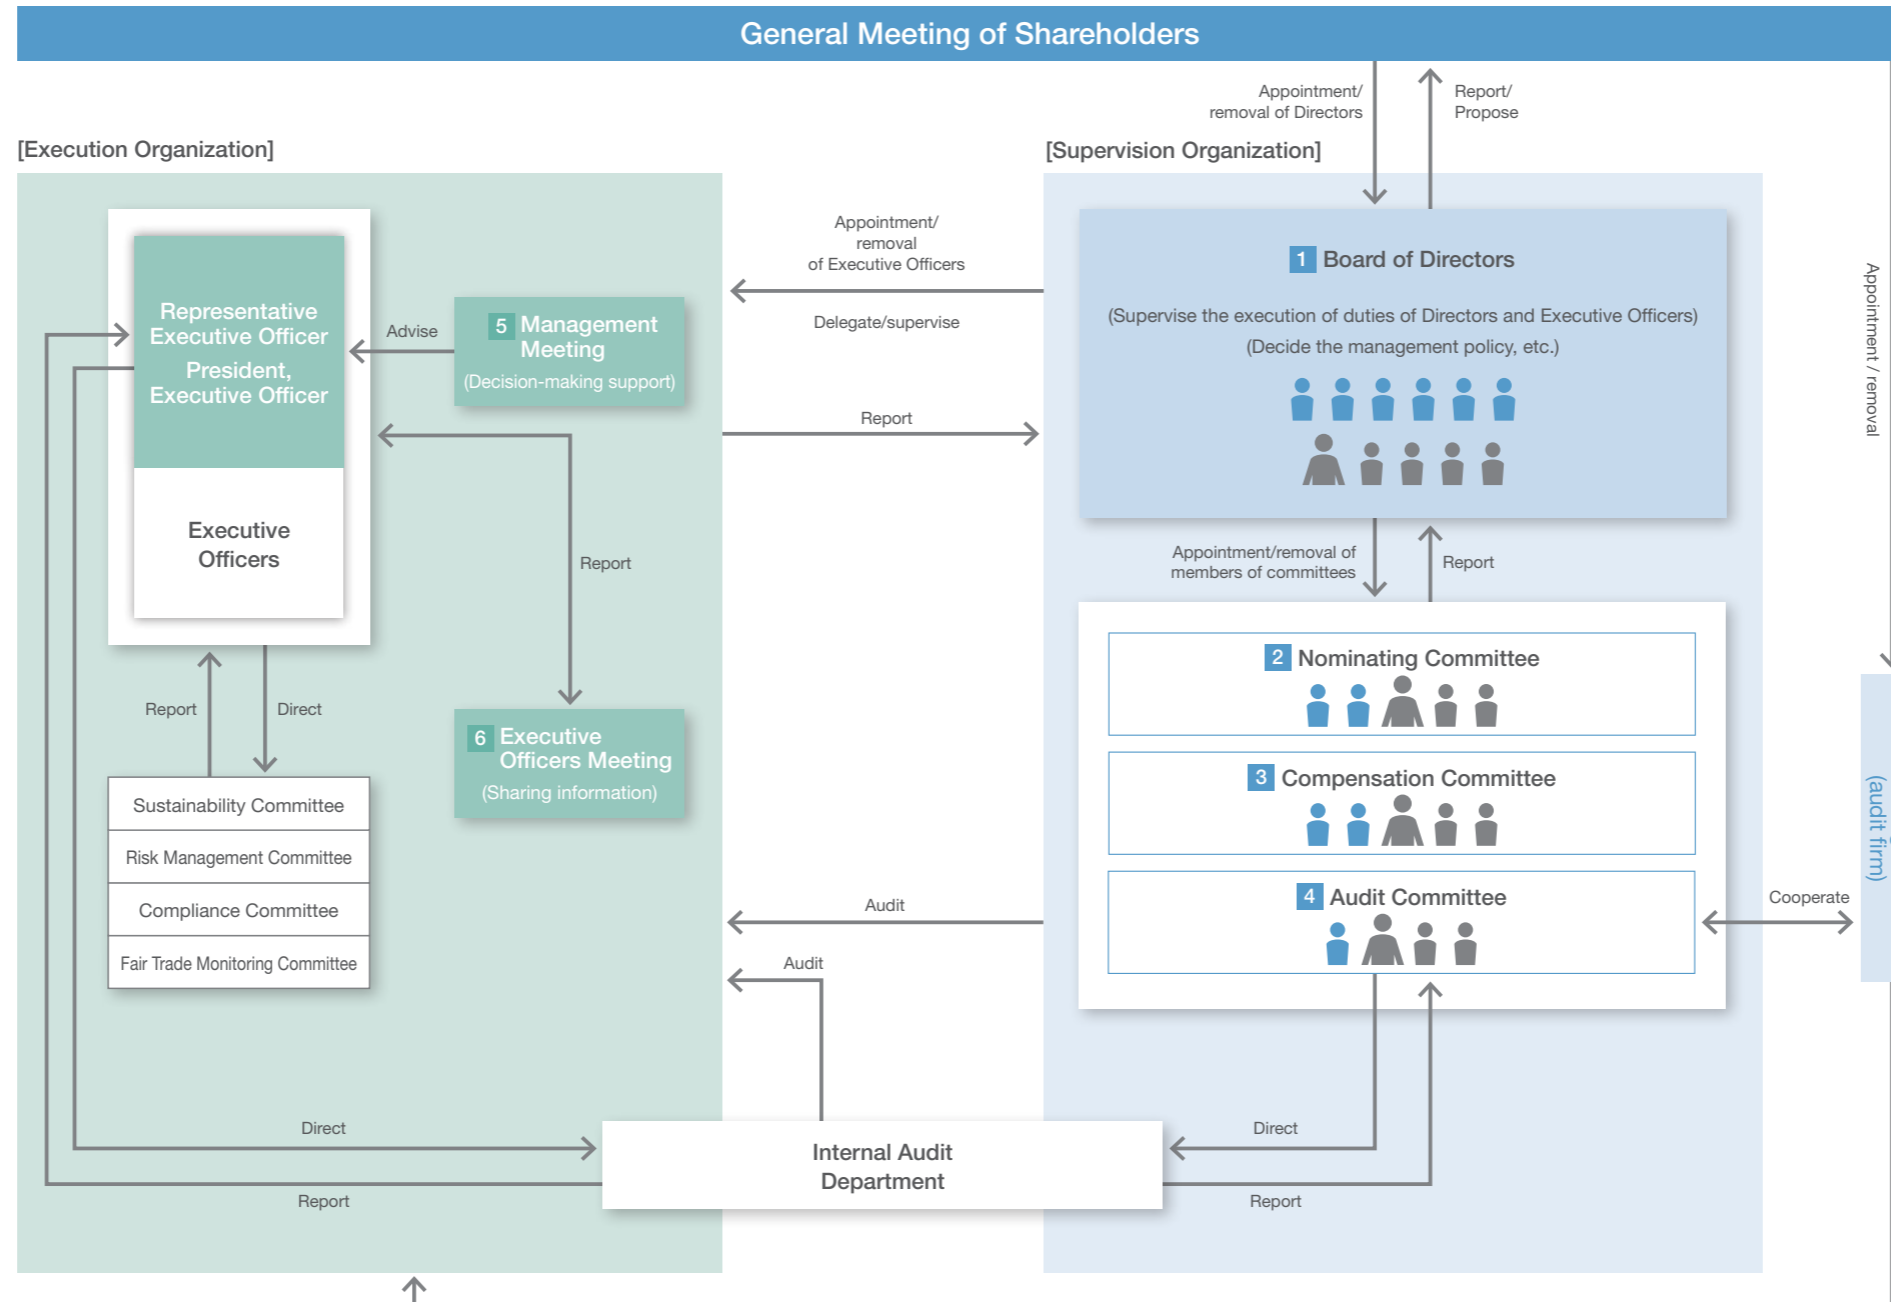 General Meeting of Shareholders
Appointment/
removal of Directors
Report/
Propose
[Execution Organization]
[Supervision Organization]
Representative
Executive Officer
President,
Executive Officer
Executive
Officers
Advise
5 Management
Meeting
(Decision-making support)
Appointment/
removal
of Executive Officers
Delegate/supervise
Report
1 Board of Directors
(Supervise the execution of duties of Directors and Executive Officers)
(Decide the management policy, etc.)
Appointment / removal
Report
Appointment/removal of
members of committees
Report
2 Nominating Committee
3 Compensation Committee
4 Audit Committee
Report
Direct
6 Executive
Officers Meeting
(Sharing information)
Sustainability Committee
Risk Management Committee
Compliance Committee
Fair Trade Monitoring Committee
Audit
Audit
Cooperate
(audit firm)
Direct
Report
Internal Audit
Department
Direct
Report